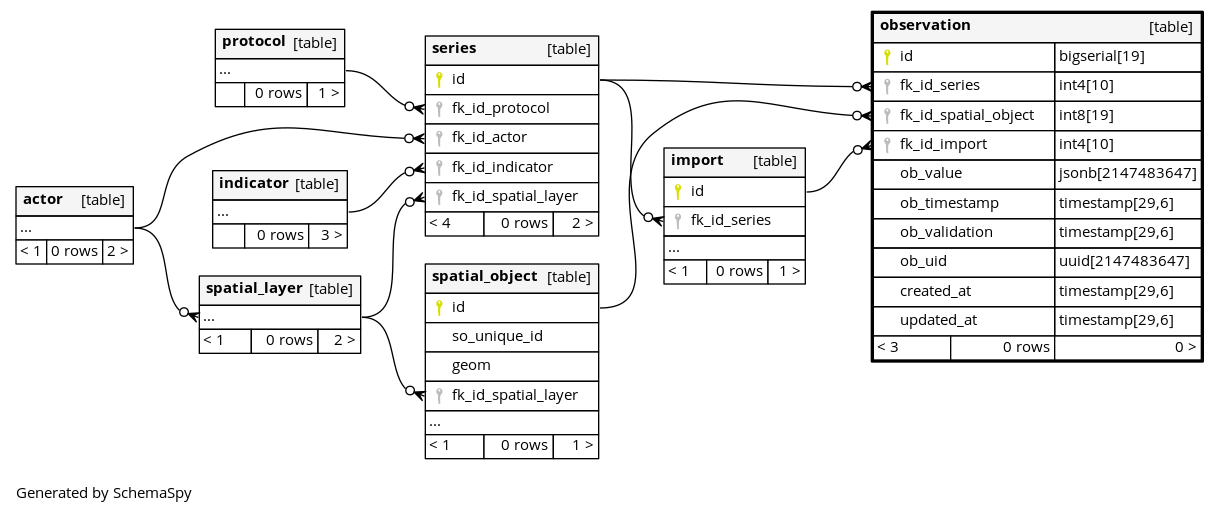 protocol [table]
...
0 rows 1 >
actor [table]
...
< 1 0 rows 2 >
indicator [table]
...
0 rows 3 >
spatial_layer [table]
...
< 1 0 rows 2 >
series [table]
id
fk_id_protocol
fk_id_actor
fk_id_indicator
fk_id_spatial_layer
< 4 0 rows 2 >
spatial_object [table]
id
so_unique_id
geom
fk_id_spatial_layer
...
< 1 0 rows 1 >
import [table]
id
fk_id_series
...
< 1 0 rows 1 >
observation [table]
id bigserial[19]
fk_id_series int4[10]
fk_id_spatial_object int8[19]
fk_id_import int4[10]
ob_value jsonb[2147483647]
ob_timestamp timestamp[29,6]
ob_validation timestamp[29,6]
ob_uid uuid[2147483647]
created_at timestamp[29,6]
updated_at timestamp[29,6]
< 3 0 rows 0 >
Generated by SchemaSpy